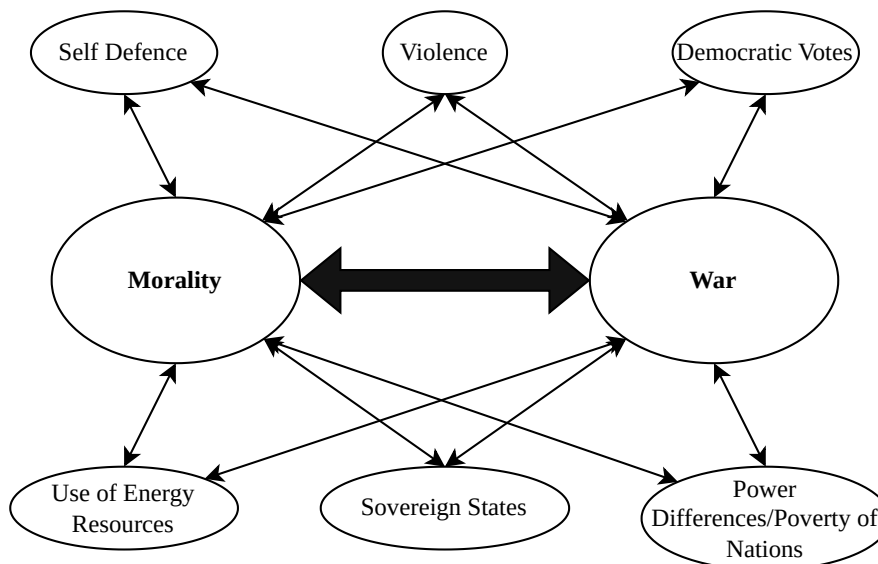 Self Defence
Violence
Democratic Votes
Morality
War
Use of Energy
Resources
Sovereign States
Power
Differences/Poverty of
Nations